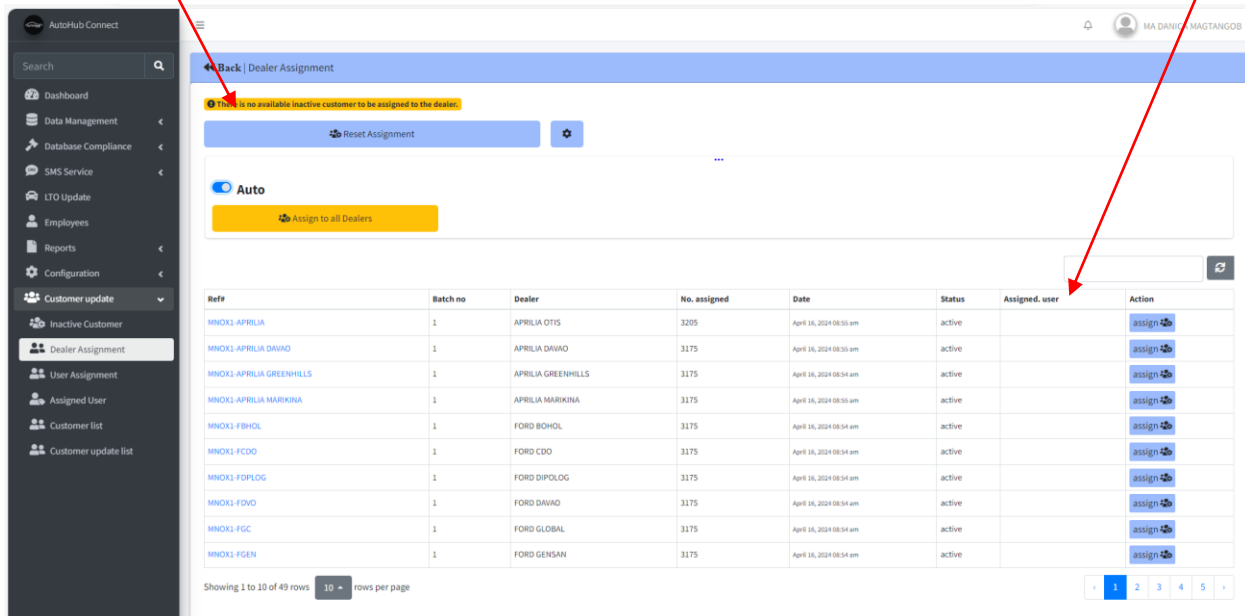 AutoHub Connect
MA DANICA MAGTANGOB
Search
Dashboard
Data Management
Database Compliance
SMS Service
LTO Update
Employees
Reports
Configuration
Customer update
Inactive Customer
Dealer Assignment
User Assignment
Assigned User
Customer list
Customer update list
Back | Dealer Assignment
There is no available inactive customer to be assigned to the dealer.
Reset Assignment
...
Auto
Assign to all Dealers
Ref# Batch no Dealer No. assigned Date Status Assigned. user Action
MNOX1-APRILIA 1 APRILIA OTIS 3205 April 16, 2024 08:55 am active assign
MNOX1-APRILIA DAVAO 1 APRILIA DAVAO 3175 April 16, 2024 08:55 am active assign
MNOX1-APRILIA GREENHILLS 1 APRILIA GREENHILLS 3175 April 16, 2024 08:54 am active assign
MNOX1-APRILIA MARIKINA 1 APRILIA MARIKINA 3175 April 16, 2024 08:55 am active assign
MNOX1-FBHOL 1 FORD BOHOL 3175 April 16, 2024 08:54 am active assign
MNOX1-FCDO 1 FORD CDO 3175 April 16, 2024 08:54 am active assign
MNOX1-FDPLOG 1 FORD DIPOLOG 3175 April 16, 2024 08:54 am active assign
MNOX1-FDVO 1 FORD DAVAO 3175 April 16, 2024 08:54 am active assign
MNOX1-FGC 1 FORD GLOBAL 3175 April 16, 2024 08:54 am active assign
MNOX1-FGEN 1 FORD GENSAN 3175 April 16, 2024 08:54 am active assign
Showing 1 to 10 of 49 rows 10 rows per page
‹ 1 2 3 4 5 ›